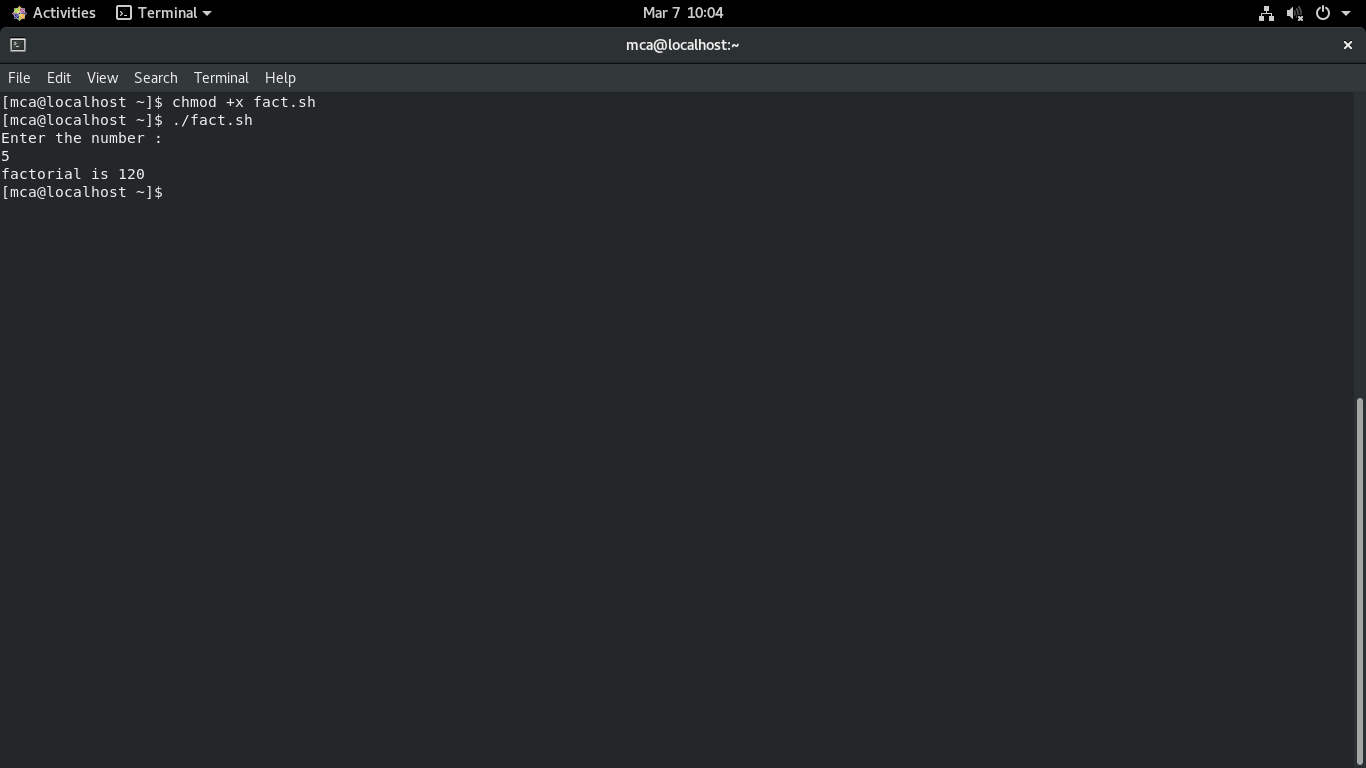 Activities Terminal Mar 7 10:04
mca@localhost:~
File Edit View Search Terminal Help
[mca@localhost ~]$ chmod +x fact.sh
[mca@localhost ~]$ ./fact.sh
Enter the number :
5
factorial is 120
[mca@localhost ~]$